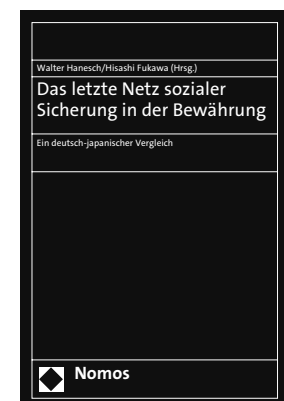 Walter Hanesch/Hisashi Fukawa (Hrsg.)
Das letzte Netz sozialer
Sicherung in der Bewährung
Ein deutsch-japanischer Vergleich
Nomos